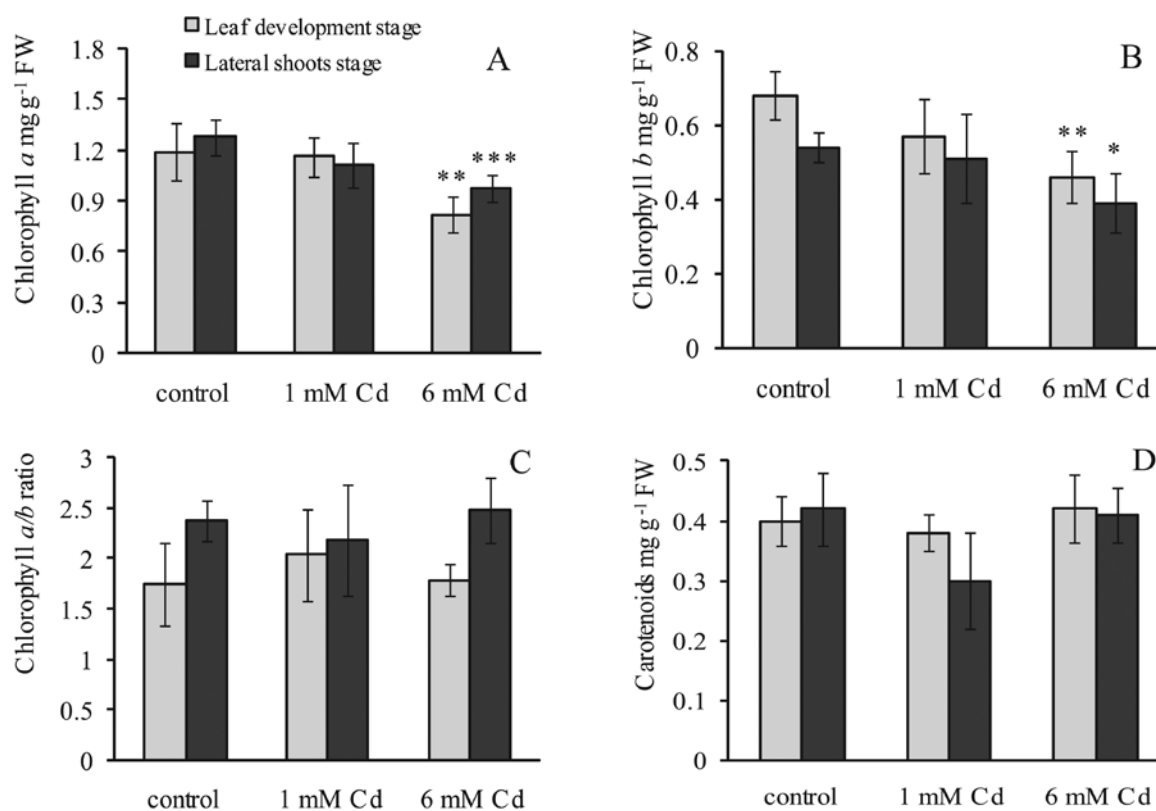 Leaf development stage
Lateral shoots stage
A
Chlorophyll a mg g⁻¹ FW
1.8
1.5
1.2
0.9
0.6
0.3
0
** ***
control 1 mM Cd 6 mM Cd
B
Chlorophyll b mg g⁻¹ FW
0.8
0.6
0.4
0.2
0
** *
control 1 mM Cd 6 mM Cd
C
Chlorophyll a/b ratio
3
2.5
2
1.5
1
0.5
0
control 1 mM Cd 6 mM Cd
D
Carotenoids mg g⁻¹ FW
0.5
0.4
0.3
0.2
0.1
0
control 1 mM Cd 6 mM Cd